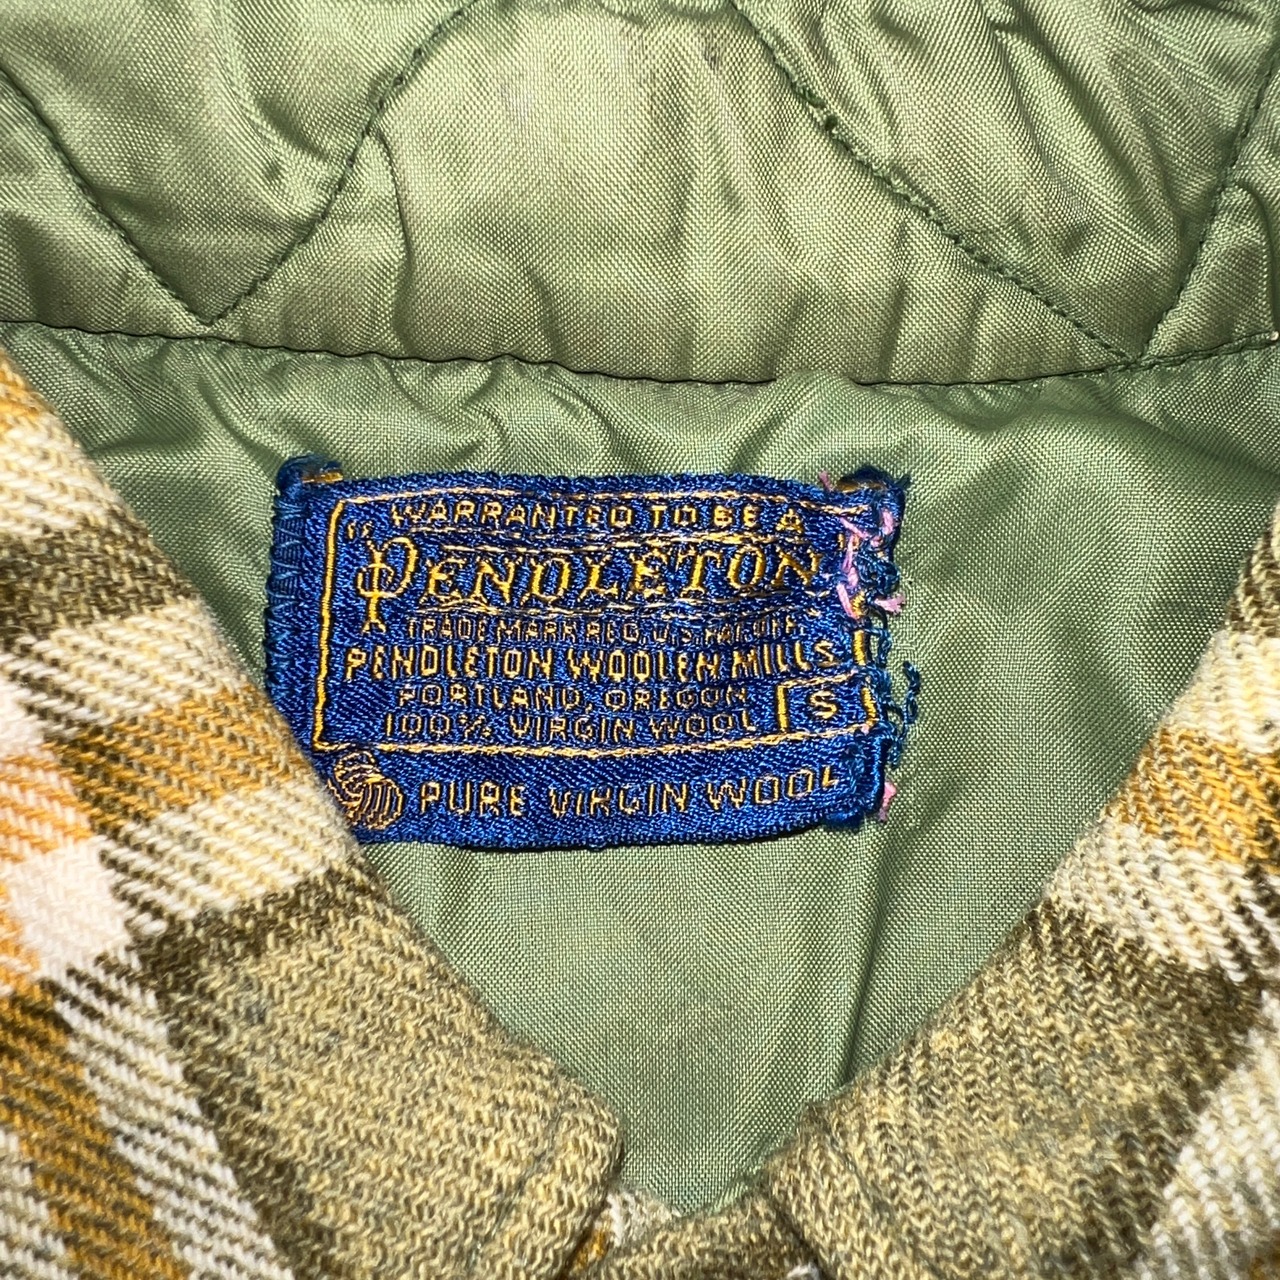 WARRANTED TO BE A
"PENDLETON"
TRADE MARK REG. U.S. PAT. OFF.
PENDLETON WOOLEN MILLS
PORTLAND, OREGON
100% VIRGIN WOOL
S
PURE VIRGIN WOOL